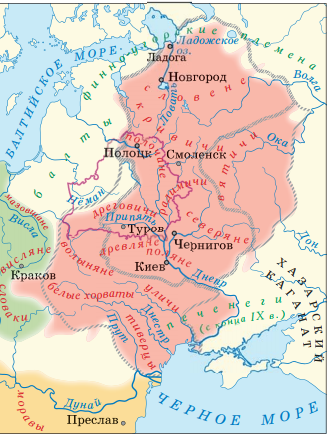 финно-угорские племена
Ладожское
оз.
Ладога
БАЛТИЙСКОЕ МОРЕ
Новгород
Волга
словене
Ловать
кривичи
балты
Ока
Полоцк
полочане
Смоленск
вятичи
Неман
радимичи
мазовшане
Висла
дреговичи
Припять
Туров
северяне
Чернигов
Дон
висляне
волыняне
древляне
поляне
Киев
Краков
Днепр
ХАЗАРСКИЙ
КАГАНАТ
словаки
белые хорваты
уличи
печенеги
(с конца IX в.)
Прут
Днестр
тиверцы
моравы
Дунай
Преслав
ЧЕРНОЕ МОРЕ